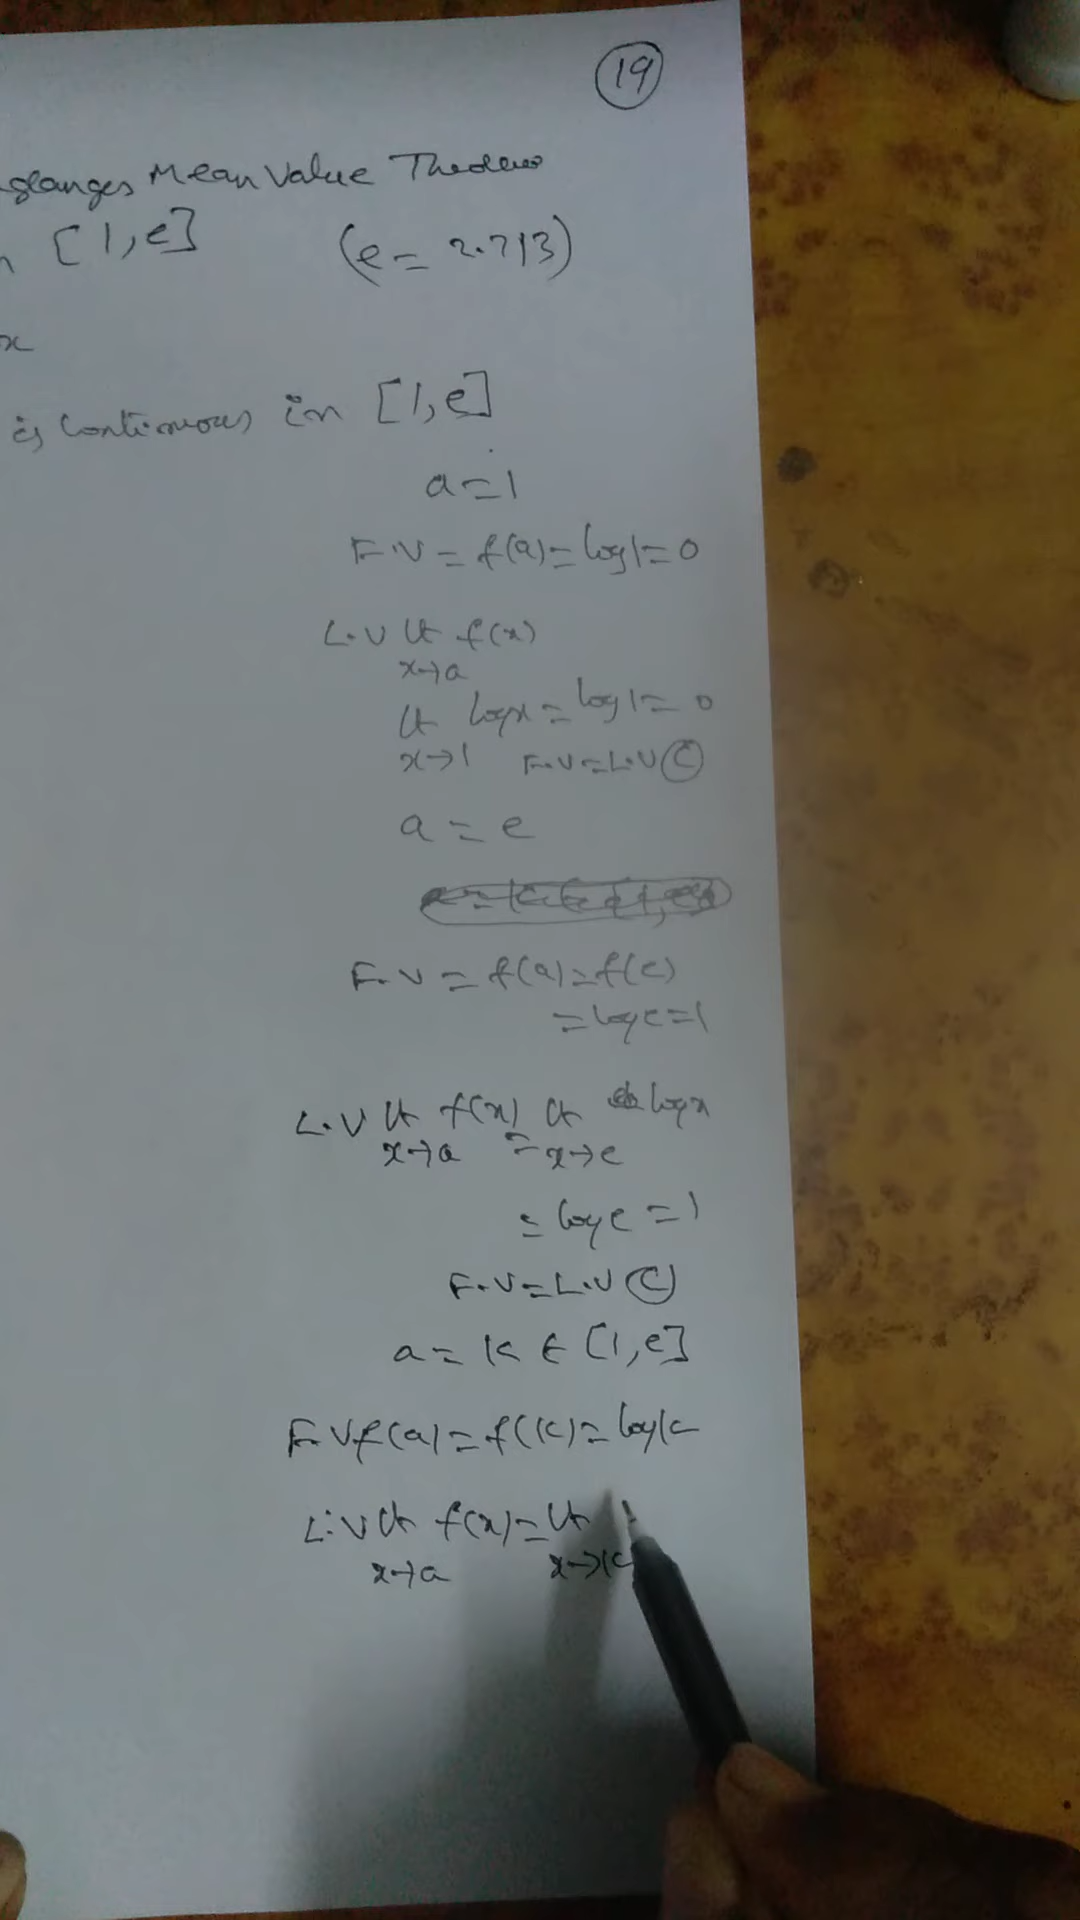 19
Mean Value Theorem
[1,e] (e = 2.713)
x
is Continuous in [1,e]
a=1
F.V = f(a)=log1=0
L.V Lt f(x)
x→a
Lt logx = log1= 0
x→1 F.V=L.V C
a = e
F.V = f(a)=f(e)
=loge=1
L.V Lt f(x) = Lt logx
x→a x→e
= loge = 1
F.V=L.V C
a= K ∈ [1,e]
F.V f(a)=f(K)=logK
L.V Lt f(x)=Lt
x→a x→K